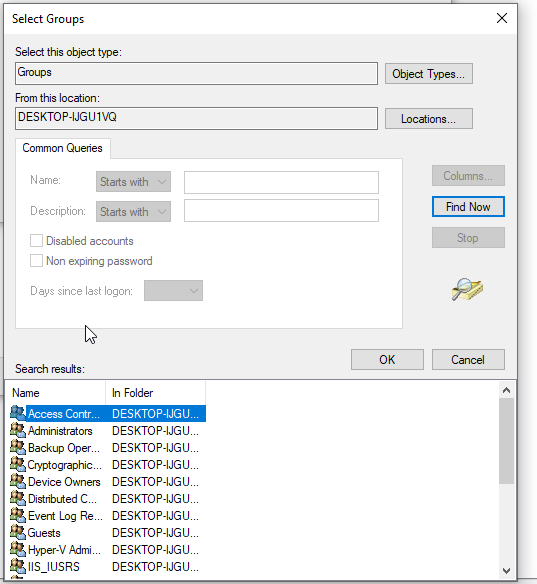 Select Groups
Select this object type:
Groups
Object Types...
From this location:
DESKTOP-IJGU1VQ
Locations...
Common Queries
Name:
Starts with
Description:
Starts with
Disabled accounts
Non expiring password
Days since last logon:
Columns...
Find Now
Stop
OK
Cancel
Search results:
Name In Folder
Access Contr... DESKTOP-IJGU...
Administrators DESKTOP-IJGU...
Backup Oper... DESKTOP-IJGU...
Cryptographic... DESKTOP-IJGU...
Device Owners DESKTOP-IJGU...
Distributed C... DESKTOP-IJGU...
Event Log Re... DESKTOP-IJGU...
Guests DESKTOP-IJGU...
Hyper-V Admi... DESKTOP-IJGU...
IIS_IUSRS DESKTOP-IJGU...